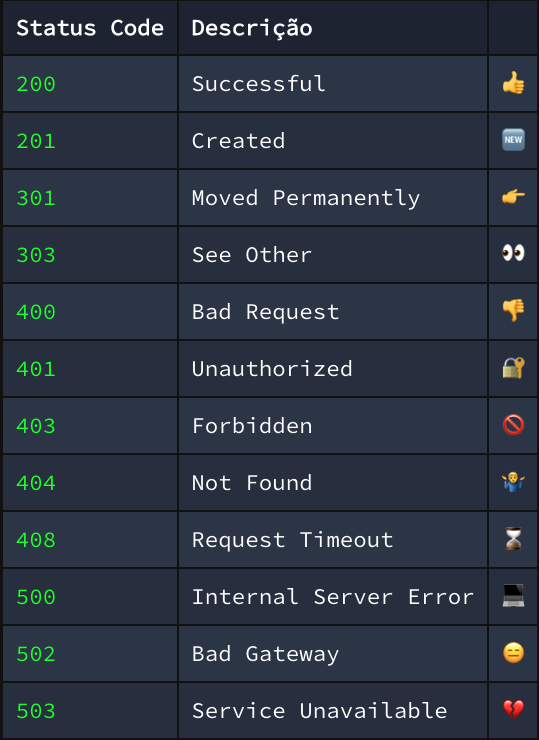 Status Code Descrição
200 Successful 👍
201 Created 🆕
301 Moved Permanently 👉
303 See Other 👀
400 Bad Request 👎
401 Unauthorized 🔐
403 Forbidden 🚫
404 Not Found 🤷‍♂️
408 Request Timeout ⌛
500 Internal Server Error 💻
502 Bad Gateway 😑
503 Service Unavailable 💔